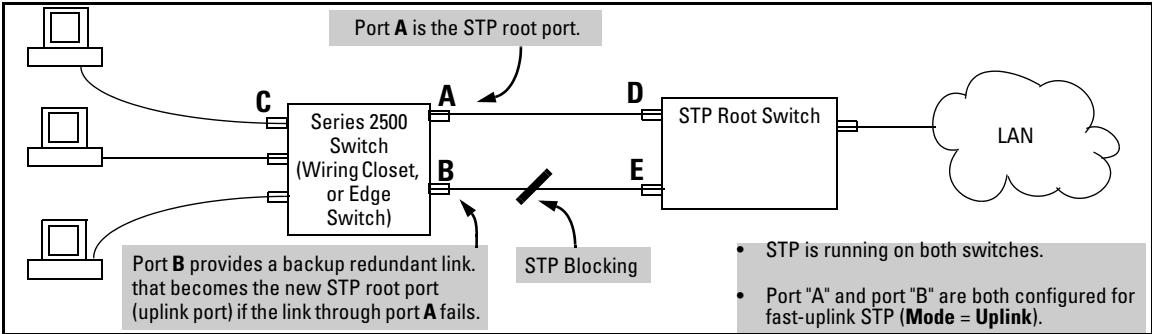 Port A is the STP root port.
C
A
D
Series 2500
Switch
(Wiring Closet,
or Edge
Switch)
STP Root Switch
LAN
B
E
Port B provides a backup redundant link.
that becomes the new STP root port
(uplink port) if the link through port A fails.
STP Blocking
• STP is running on both switches.
• Port "A" and port "B" are both configured for
fast-uplink STP (Mode = Uplink).